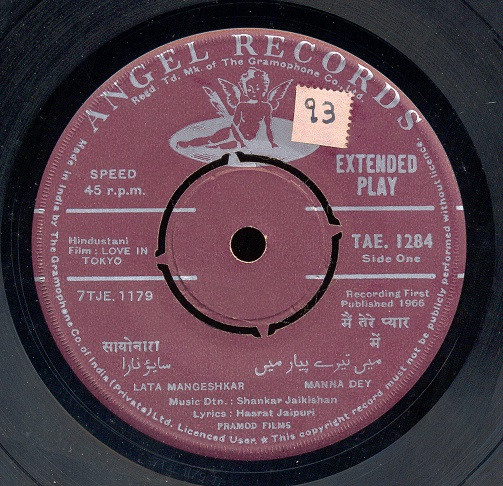 ANGEL RECORDS
Regd. Td. Mk. of The Gramophone Co., Ltd.
93
SPEED
45 r.p.m.
EXTENDED
PLAY
Hindustani
Film : LOVE IN
TOKYO
TAE. 1284
Side One
7TJE.1179
Recording First
Published 1966
सायोनारा
मैं तेरे प्यार
में
سایونارا
میں تیرے پیار میں
LATA MANGESHKAR
MANNA DEY
Music Dtn. : Shankar Jaikishan
Lyrics : Hasrat Jaipuri
PRAMOD FILMS
Made in India by The Gramophone Co. of India (Private) Ltd., Licenced User. ★ This copyright record must not be publicly performed without licence.